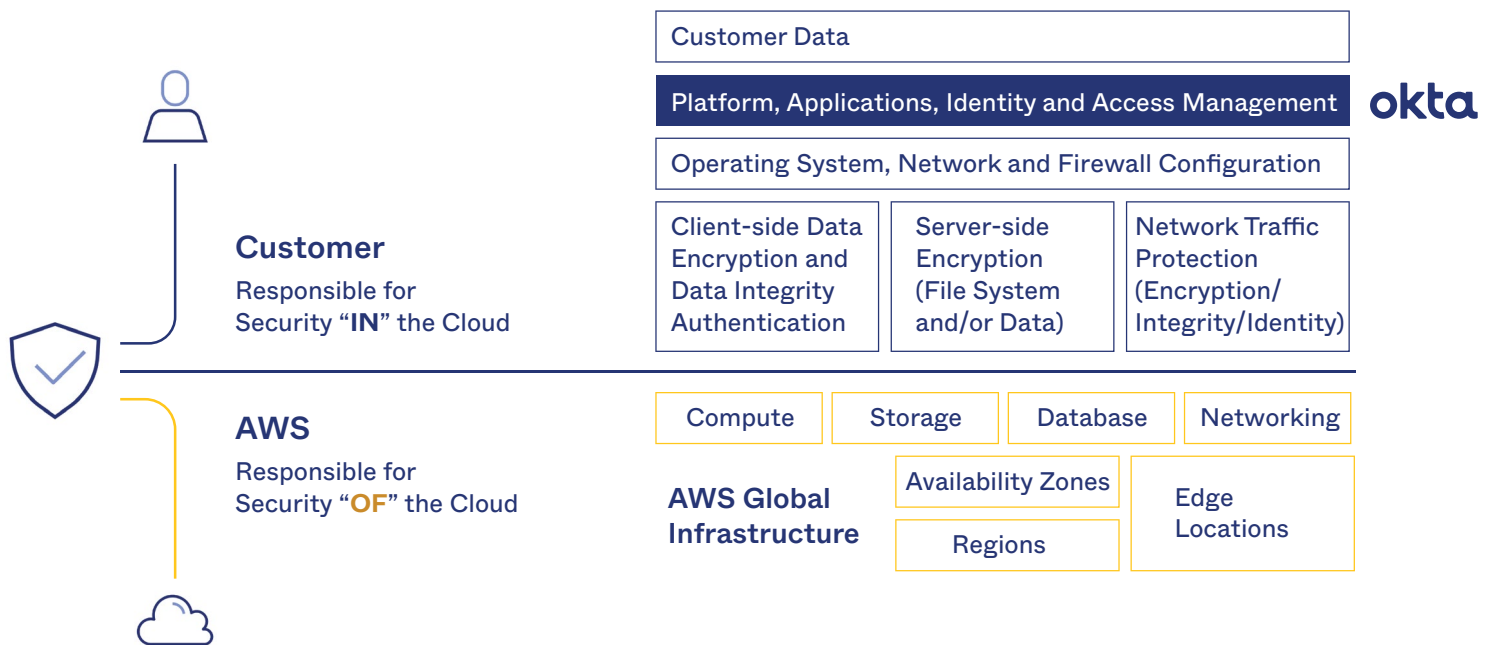 Customer Data
Platform, Applications, Identity and Access Management
okta
Operating System, Network and Firewall Configuration
Client-side Data
Encryption and
Data Integrity
Authentication
Server-side
Encryption
(File System
and/or Data)
Network Traffic
Protection
(Encryption/
Integrity/Identity)
Customer
Responsible for
Security “IN” the Cloud
AWS
Responsible for
Security “OF” the Cloud
Compute
Storage
Database
Networking
AWS Global
Infrastructure
Availability Zones
Regions
Edge
Locations